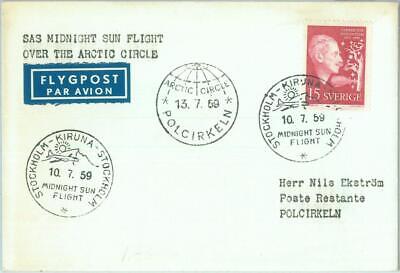 SAS MIDNIGHT SUN FLIGHT
OVER THE ARCTIC CIRCLE
FLYGPOST
PAR AVION
ARCTIC CIRCLE
13. 7. 59
POLCIRKELN
15 SVERIGE
STOCKHOLM-KIRUNA-STOCKHOLM
10. 7. 59
MIDNIGHT SUN
FLIGHT
STOCKHOLM-KIRUNA-STOCKHOLM
10. 7. 59
MIDNIGHT SUN
FLIGHT
Herr Nils Ekström
Poste Restante
POLCIRKELN